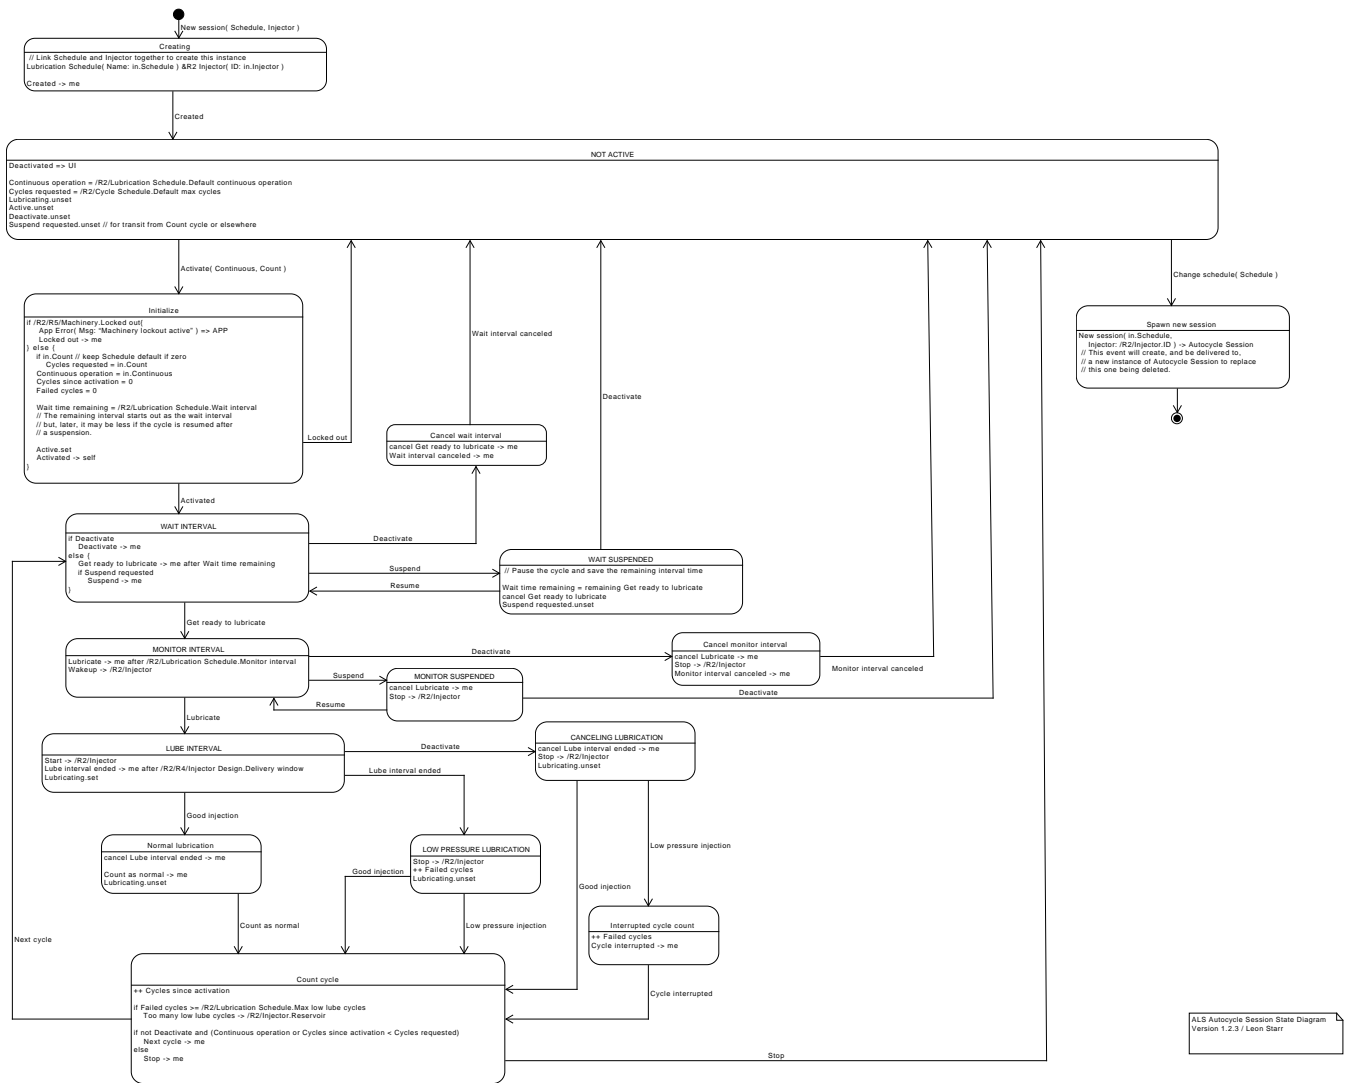 New session( Schedule, Injector )
Creating
// Link Schedule and Injector together to create this instance
Lubrication Schedule( Name: in.Schedule ) &R2 Injector( ID: in.Injector )
Created -> me
Created
NOT ACTIVE
Deactivated => UI
Continuous operation = /R2/Lubrication Schedule.Default continuous operation
Cycles requested = /R2/Cycle Schedule.Default max cycles
Lubricating.unset
Active.unset
Deactivate.unset
Suspend requested.unset // for transit from Count cycle or elsewhere
Activate( Continuous, Count )
Change schedule( Schedule )
Initialize
if /R2/R5/Machinery.Locked out{
App Error( Msg: "Machinery lockout active" ) => APP
Locked out -> me
} else {
if in.Count // keep Schedule default if zero
Cycles requested = in.Count
Continuous operation = in.Continuous
Cycles since activation = 0
Failed cycles = 0
Wait time remaining = /R2/Lubrication Schedule.Wait interval
// The remaining interval starts out as the wait interval
// but, later, it may be less if the cycle is resumed after
// a suspension.
Active.set
Activated -> self
}
Locked out
Wait interval canceled
Deactivate
Spawn new session
New session( in.Schedule,
Injector: /R2/Injector.ID ) -> Autocycle Session
// This event will create, and be delivered to,
// a new instance of Autocycle Session to replace
// this one being deleted.
Cancel wait interval
cancel Get ready to lubricate -> me
Wait interval canceled -> me
Activated
WAIT INTERVAL
if Deactivate
Deactivate -> me
else {
Get ready to lubricate -> me after Wait time remaining
if Suspend requested
Suspend -> me
}
Deactivate
Suspend
Resume
WAIT SUSPENDED
// Pause the cycle and save the remaining interval time
Wait time remaining = remaining Get ready to lubricate
cancel Get ready to lubricate
Suspend requested.unset
Get ready to lubricate
MONITOR INTERVAL
Lubricate -> me after /R2/Lubrication Schedule.Monitor interval
Wakeup -> /R2/Injector
Deactivate
Suspend
Resume
MONITOR SUSPENDED
cancel Lubricate -> me
Stop -> /R2/Injector
Cancel monitor interval
cancel Lubricate -> me
Stop -> /R2/Injector
Monitor interval canceled -> me
Monitor interval canceled
Deactivate
Lubricate
LUBE INTERVAL
Start -> /R2/Injector
Lube interval ended -> me after /R2/R4/Injector Design.Delivery window
Lubricating.set
Deactivate
Lube interval ended
CANCELING LUBRICATION
cancel Lube interval ended -> me
Stop -> /R2/Injector
Lubricating.unset
Good injection
Normal lubrication
cancel Lube interval ended -> me
Count as normal -> me
Lubricating.unset
LOW PRESSURE LUBRICATION
Stop -> /R2/Injector
++ Failed cycles
Lubricating.unset
Good injection
Low pressure injection
Good injection
Low pressure injection
Interrupted cycle count
++ Failed cycles
Cycle interrupted -> me
Count as normal
Next cycle
Cycle interrupted
Count cycle
++ Cycles since activation
if Failed cycles >= /R2/Lubrication Schedule.Max low lube cycles
Too many low lube cycles -> /R2/Injector.Reservoir
if not Deactivate and (Continuous operation or Cycles since activation < Cycles requested)
Next cycle -> me
else
Stop -> me
Stop
ALS Autocycle Session State Diagram
Version 1.2.3 / Leon Starr